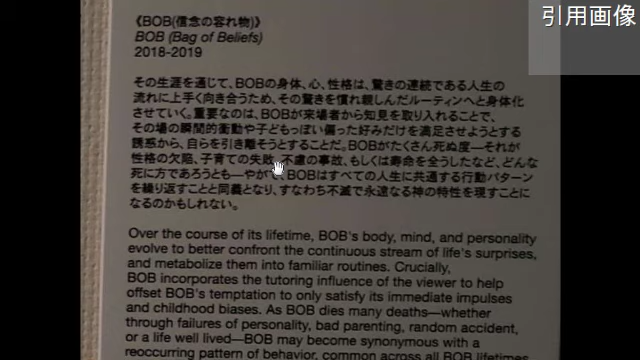 引用画像
《BOB(信念の容れ物)》
BOB (Bag of Beliefs)
2018-2019
その生涯を通じて、BOBの身体、心、性格は、驚きの連続である人生の
流れに上手く向き合うため、その驚きを慣れ親しんだルーティンへと身体化
させていく。重要なのは、BOBが来場者から知見を取り入れることで、
その場の瞬間的衝動や子どもっぽい偏った好みだけを満足させようとする
誘惑から、自らを引き離そうとすることだ。BOBがたくさん死ぬ度—それが
性格の欠陥、子育ての失敗、不慮の事故、もしくは寿命を全うしたなど、どんな
死に方であろうとも—やがて、BOBはすべての人生に共通する行動パターン
を繰り返すことと同義となり、すなわち不滅で永遠なる神の特性を現すことに
なるのかもしれない。
Over the course of its lifetime, BOB's body, mind, and personality
evolve to better confront the continuous stream of life's surprises,
and metabolize them into familiar routines. Crucially,
BOB incorporates the tutoring influence of the viewer to help
offset BOB's temptation to only satisfy its immediate impulses
and childhood biases. As BOB dies many deaths—whether
through failures of personality, bad parenting, random accident,
or a life well lived—BOB may become synonymous with a
reoccurring pattern of behavior, common across all BOB lifetimes